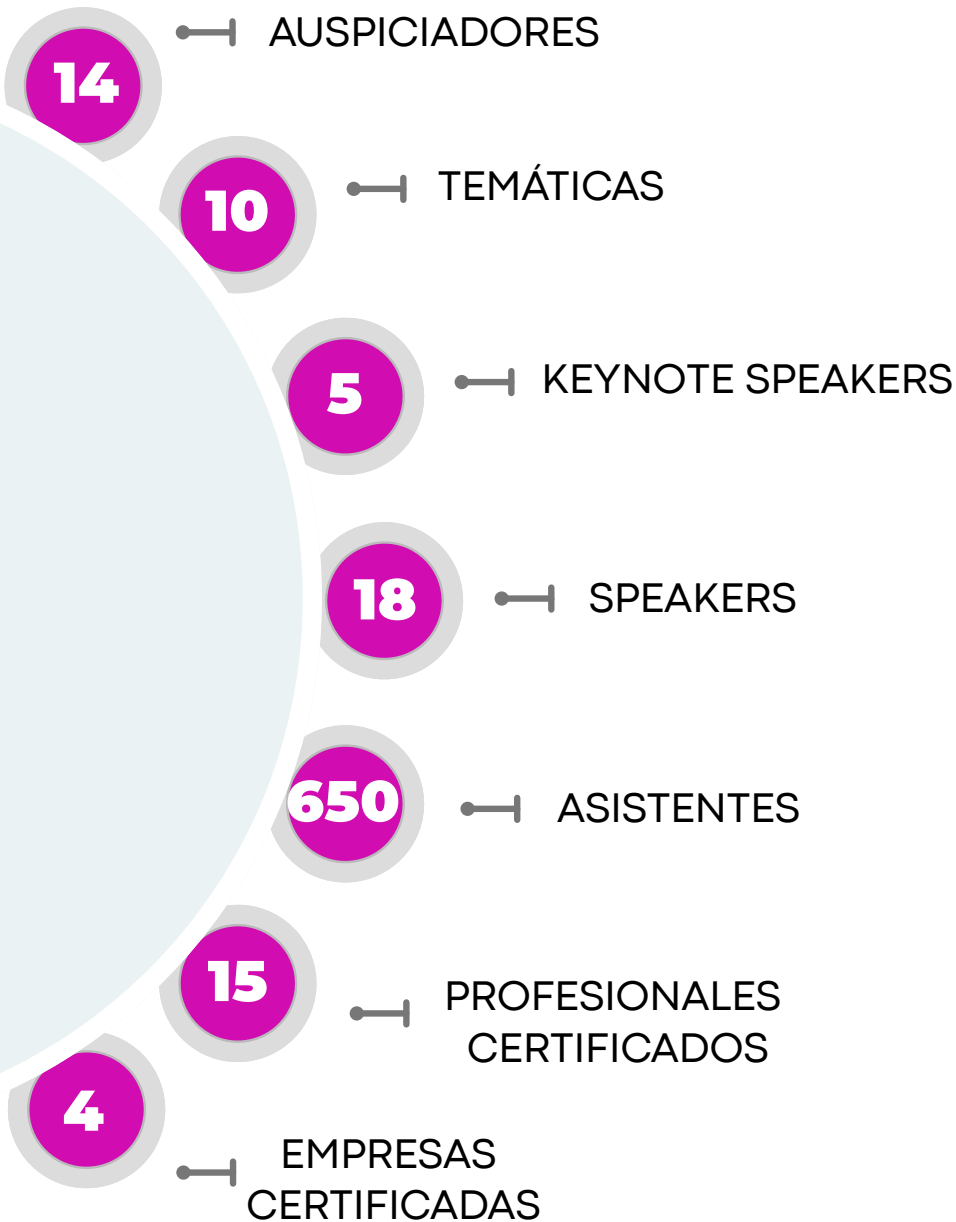 14
AUSPICIADORES
10
TEMÁTICAS
5
KEYNOTE SPEAKERS
18
SPEAKERS
650
ASISTENTES
15
PROFESIONALES
CERTIFICADOS
4
EMPRESAS
CERTIFICADAS